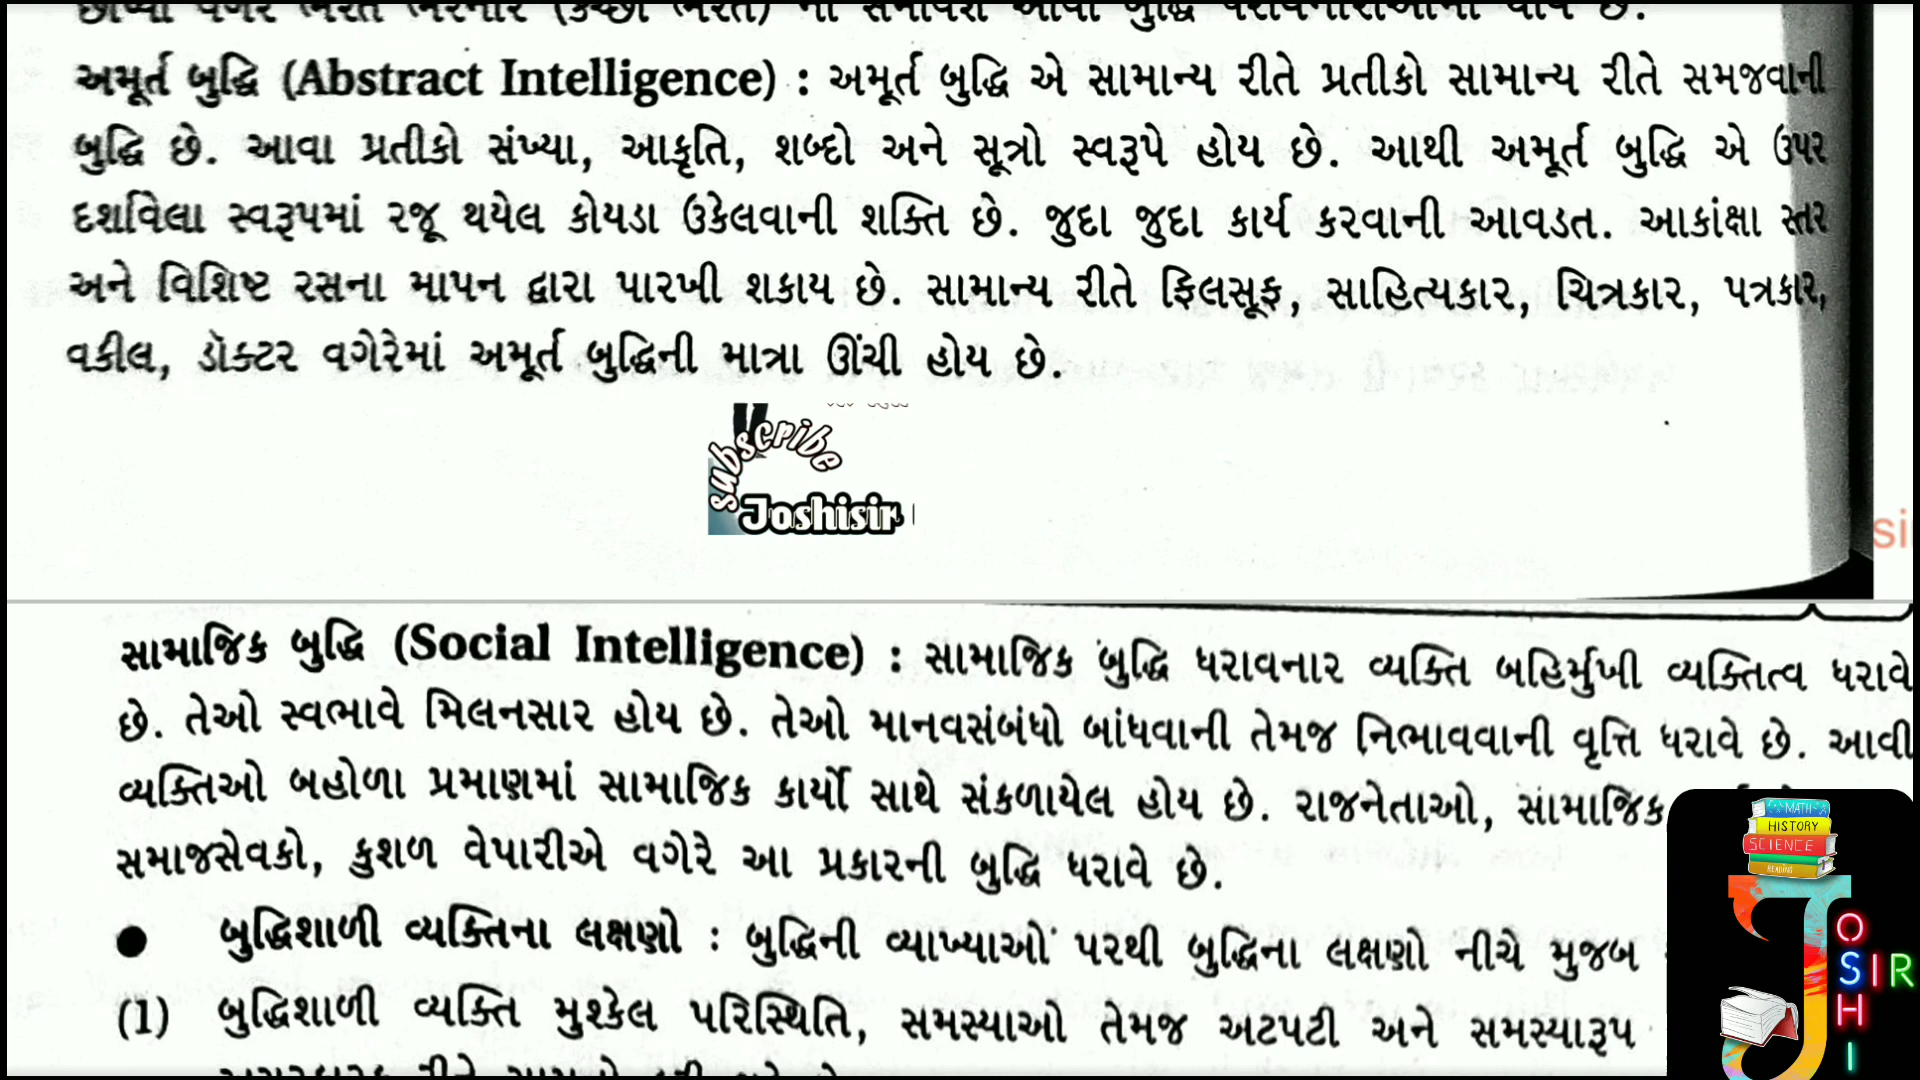 અમૂર્ત બુદ્ધિ (Abstract Intelligence) : અમૂર્ત બુદ્ધિ એ સામાન્ય રીતે પ્રતીકો સામાન્ય રીતે સમજવાની
બુદ્ધિ છે. આવા પ્રતીકો સંખ્યા, આકૃતિ, શબ્દો અને સૂત્રો સ્વરૂપે હોય છે. આથી અમૂર્ત બુદ્ધિ એ ઉપર
દર્શાવેલા સ્વરૂપમાં રજૂ થયેલ કોયડા ઉકેલવાની શક્તિ છે. જુદા જુદા કાર્ય કરવાની આવડત. આકાંક્ષા સ્તર
અને વિશિષ્ટ રસના માપન દ્વારા પારખી શકાય છે. સામાન્ય રીતે ફિલસૂફ, સાહિત્યકાર, ચિત્રકાર, પત્રકાર,
વકીલ, ડૉક્ટર વગેરેમાં અમૂર્ત બુદ્ધિની માત્રા ઊંચી હોય છે.
subscribe
Joshisir
સામાજિક બુદ્ધિ (Social Intelligence) : સામાજિક બુદ્ધિ ધરાવનાર વ્યક્તિ બહિર્મુખી વ્યક્તિત્વ ધરાવે
છે. તેઓ સ્વભાવે મિલનસાર હોય છે. તેઓ માનવસંબંધો બાંધવાની તેમજ નિભાવવાની વૃત્તિ ધરાવે છે. આવી
વ્યક્તિઓ બહોળા પ્રમાણમાં સામાજિક કાર્યો સાથે સંકળાયેલ હોય છે. રાજનેતાઓ, સામાજિક
સમાજસેવકો, કુશળ વેપારીએ વગેરે આ પ્રકારની બુદ્ધિ ધરાવે છે.
● બુદ્ધિશાળી વ્યક્તિના લક્ષણો : બુદ્ધિની વ્યાખ્યાઓ પરથી બુદ્ધિના લક્ષણો નીચે મુજબ
(1) બુદ્ધિશાળી વ્યક્તિ મુશ્કેલ પરિસ્થિતિ, સમસ્યાઓ તેમજ અટપટી અને સમસ્યારૂપ
MATH
HISTORY
SCIENCE
READING
JOSHI
SIR